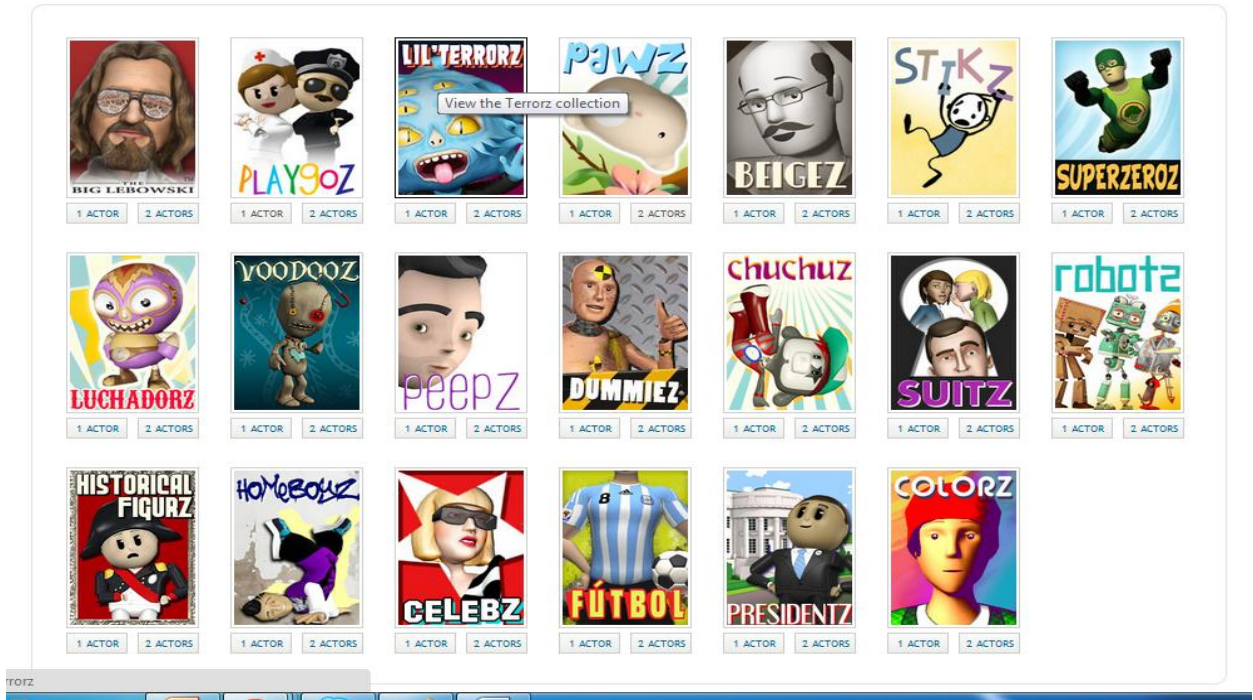 THE
BIG LEBOWSKI™
PLAYGOZ
LIL'TERRORZ
View the Terrorz collection
PAWZ
BEIGEZ
STIKZ
SUPERZEROZ
1 ACTOR 2 ACTORS 1 ACTOR 2 ACTORS 1 ACTOR 2 ACTORS 1 ACTOR 2 ACTORS 1 ACTOR 2 ACTORS 1 ACTOR 2 ACTORS 1 ACTOR 2 ACTORS
LUCHADORZ
VOODOOZ
PEEPZ
DUMMIEZ
chuchuz
SUITZ
robotz
1 ACTOR 2 ACTORS 1 ACTOR 2 ACTORS 1 ACTOR 2 ACTORS 1 ACTOR 2 ACTORS 1 ACTOR 2 ACTORS 1 ACTOR 2 ACTORS 1 ACTOR 2 ACTORS
HISTORICAL
FIGURZ
HOMEBOYZ
CELEBZ
8
FÚTBOL
PRESIDENTZ
COLORZ
1 ACTOR 2 ACTORS 1 ACTOR 2 ACTORS 1 ACTOR 2 ACTORS 1 ACTOR 2 ACTORS 1 ACTOR 2 ACTORS 1 ACTOR 2 ACTORS
rrorz